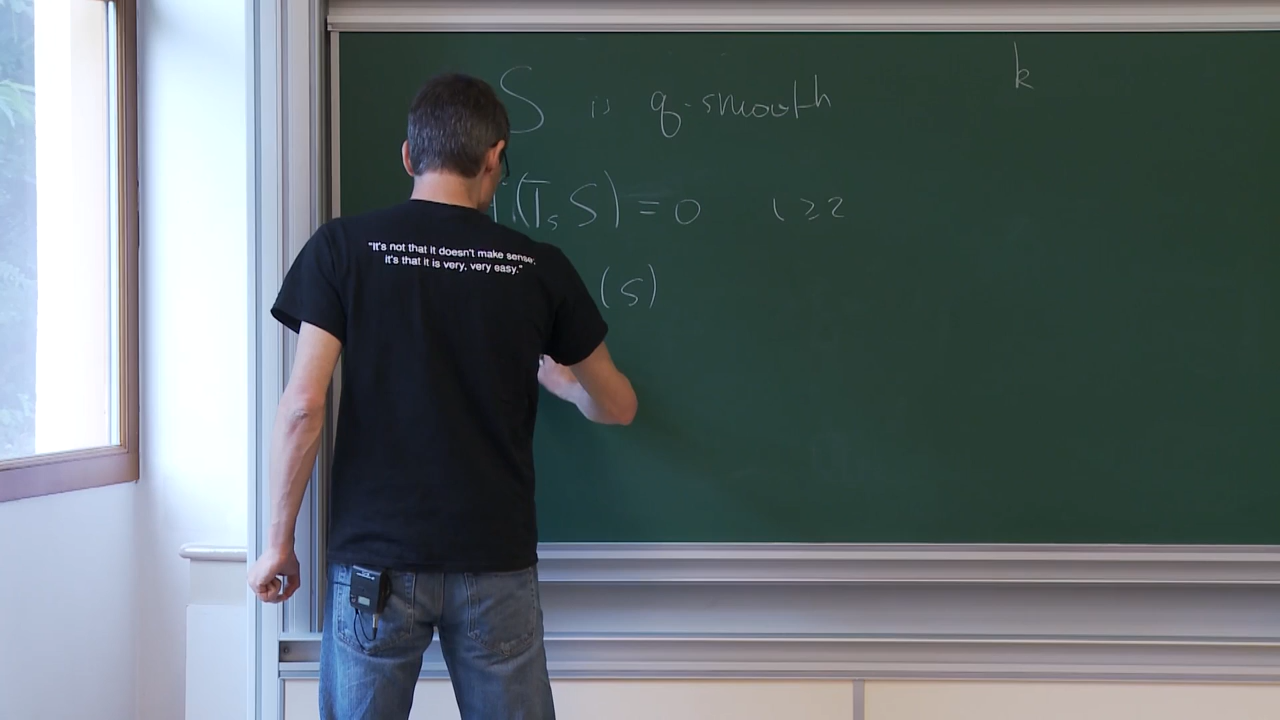 S is q-smooth
k
(T_s S) = 0 i ≥ 2
(s)
"It's not that it doesn't make sense,
it's that it is very, very easy."